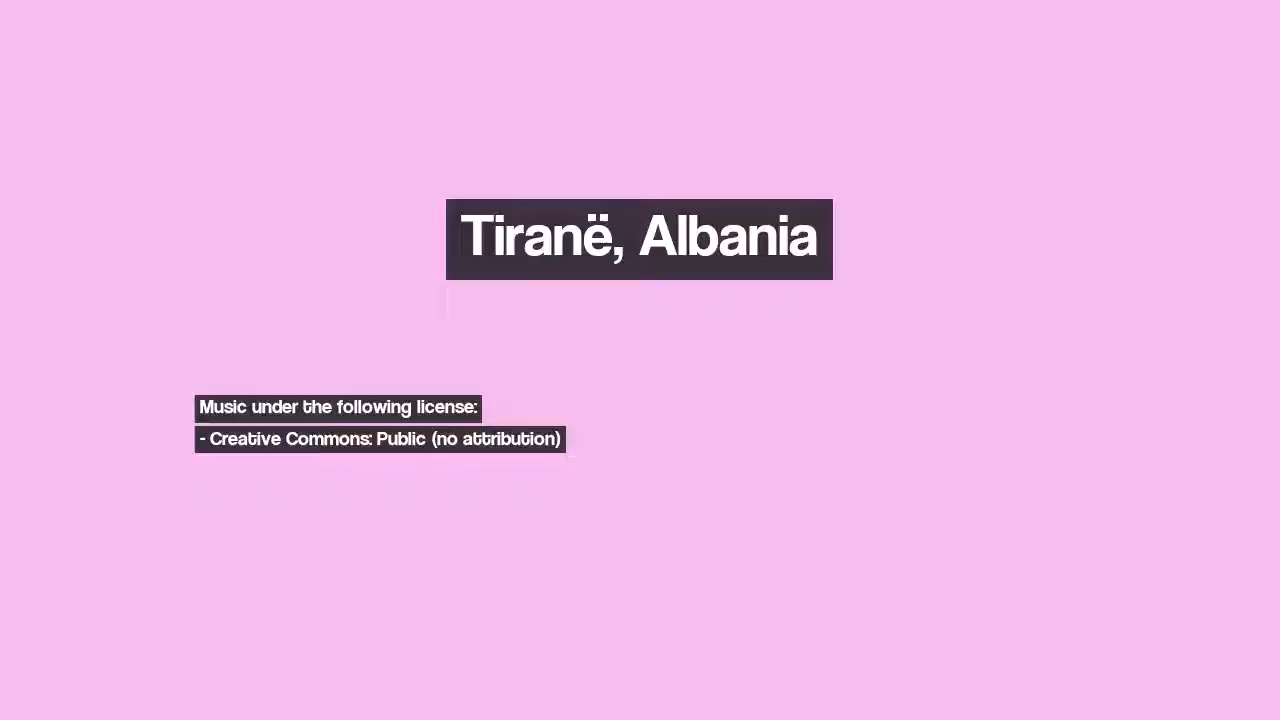 Tiranë, Albania
Music under the following license:
- Creative Commons: Public (no attribution)